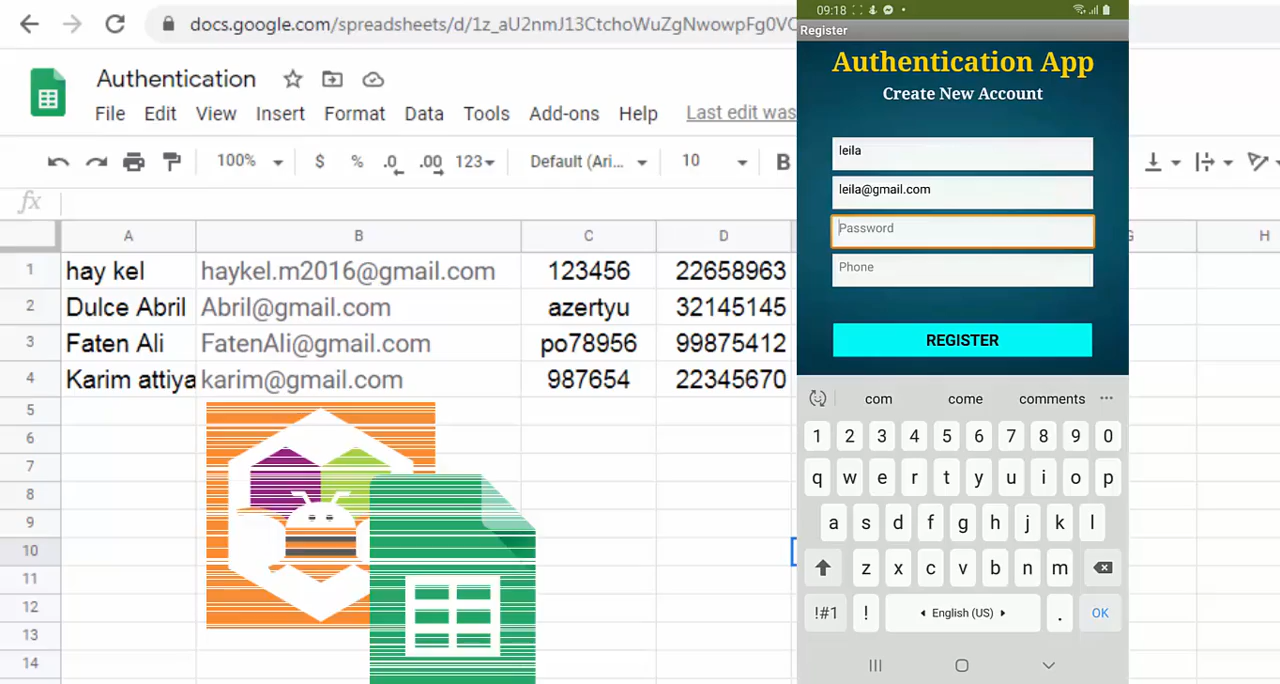 docs.google.com/spreadsheets/d/1z_aU2nmJ13CtchoWuZgNwowpFg0VC
Authentication
File Edit View Insert Format Data Tools Add-ons Help Last edit was
100% $ % .0 .00 123 Default (Ari... 10 B
fx
A B C D G H
1 hay kel haykel.m2016@gmail.com 123456 22658963
2 Dulce Abril Abril@gmail.com azertyu 32145145
3 Faten Ali FatenAli@gmail.com po78956 99875412
4 Karim attiya karim@gmail.com 987654 22345670
5
6
7
8
9
10
11
12
13
14
09:18
Register
Authentication App
Create New Account
leila
leila@gmail.com
Password
Phone
REGISTER
com come comments ...
1 2 3 4 5 6 7 8 9 0
q w e r t y u i o p
a s d f g h j k l
z x c v b n m
!#1 ! English (US) . OK